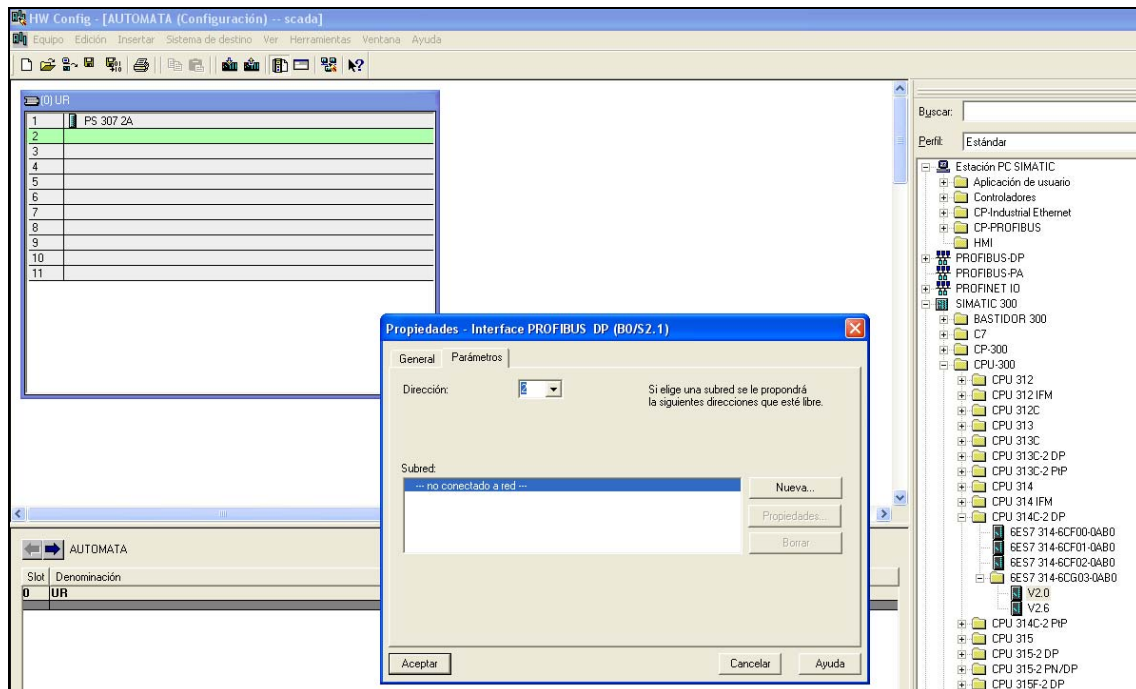 HW Config - [AUTOMATA (Configuración) -- scada]
Equipo Edición Insertar Sistema de destino Ver Herramientas Ventana Ayuda
(0) UR
1 PS 307 2A
2
3
4
5
6
7
8
9
10
11
Buscar:
Perfil: Estándar
Estación PC SIMATIC
Aplicación de usuario
Controladores
CP-Industrial Ethernet
CP-PROFIBUS
HMI
PROFIBUS-DP
PROFIBUS-PA
PROFINET IO
SIMATIC 300
BASTIDOR 300
C7
CP-300
CPU-300
CPU 312
CPU 312 IFM
CPU 312C
CPU 313
CPU 313C
CPU 313C-2 DP
CPU 313C-2 PtP
CPU 314
CPU 314 IFM
CPU 314C-2 DP
6ES7 314-6CF00-0AB0
6ES7 314-6CF01-0AB0
6ES7 314-6CF02-0AB0
6ES7 314-6CG03-0AB0
V2.0
V2.6
CPU 314C-2 PtP
CPU 315
CPU 315-2 DP
CPU 315-2 PN/DP
CPU 315F-2 DP
Propiedades - Interface PROFIBUS DP (B0/S2.1)
General Parámetros
Dirección: 2
Si elige una subred se le propondrá
la siguientes direcciones que esté libre.
Subred:
--- no conectado a red ---
Nueva...
Propiedades...
Borrar
Aceptar Cancelar Ayuda
AUTOMATA
Slot Denominación
0 UR